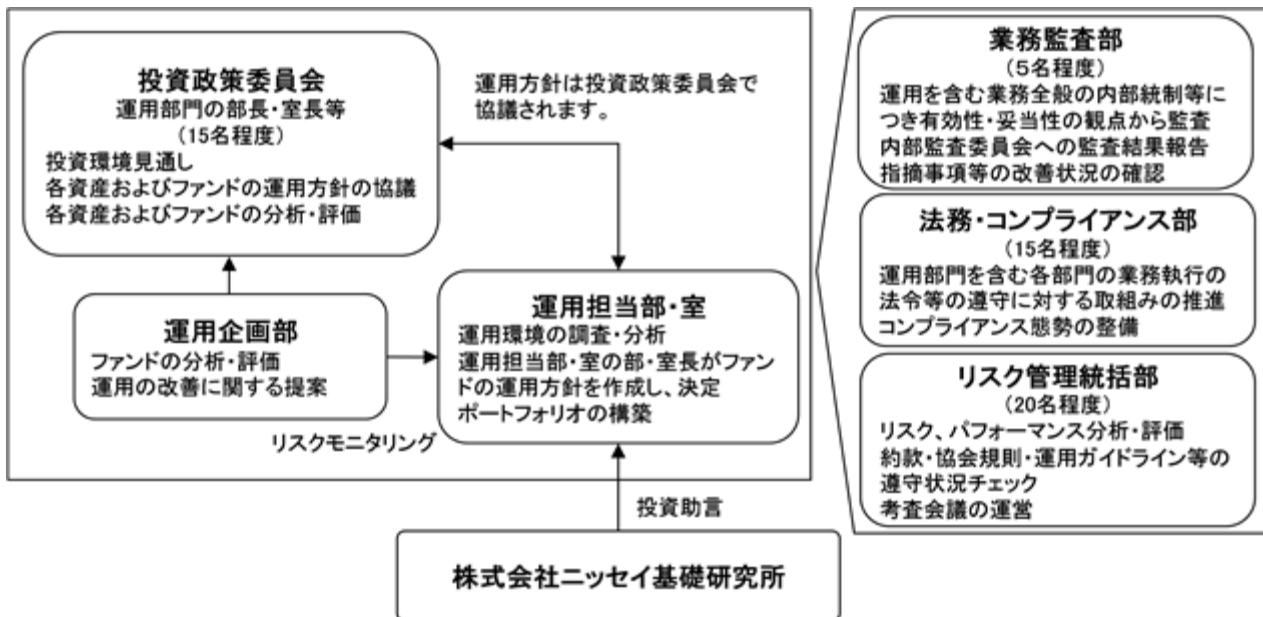 投資政策委員会
運用部門の部長・室長等
(15名程度)
投資環境見通し
各資産およびファンドの運用方針の協議
各資産およびファンドの分析・評価
運用方針は投資政策委員会で
協議されます。
運用企画部
ファンドの分析・評価
運用の改善に関する提案
リスクモニタリング
運用担当部・室
運用環境の調査・分析
運用担当部・室の部・室長がファン
ドの運用方針を作成し、決定
ポートフォリオの構築
投資助言
株式会社ニッセイ基礎研究所
業務監査部
(5名程度)
運用を含む業務全般の内部統制等に
つき有効性・妥当性の観点から監査
内部監査委員会への監査結果報告
指摘事項等の改善状況の確認
法務・コンプライアンス部
(15名程度)
運用部門を含む各部門の業務執行の
法令等の遵守に対する取組みの推進
コンプライアンス態勢の整備
リスク管理統括部
(20名程度)
リスク、パフォーマンス分析・評価
約款・協会規則・運用ガイドライン等の
遵守状況チェック
考査会議の運営